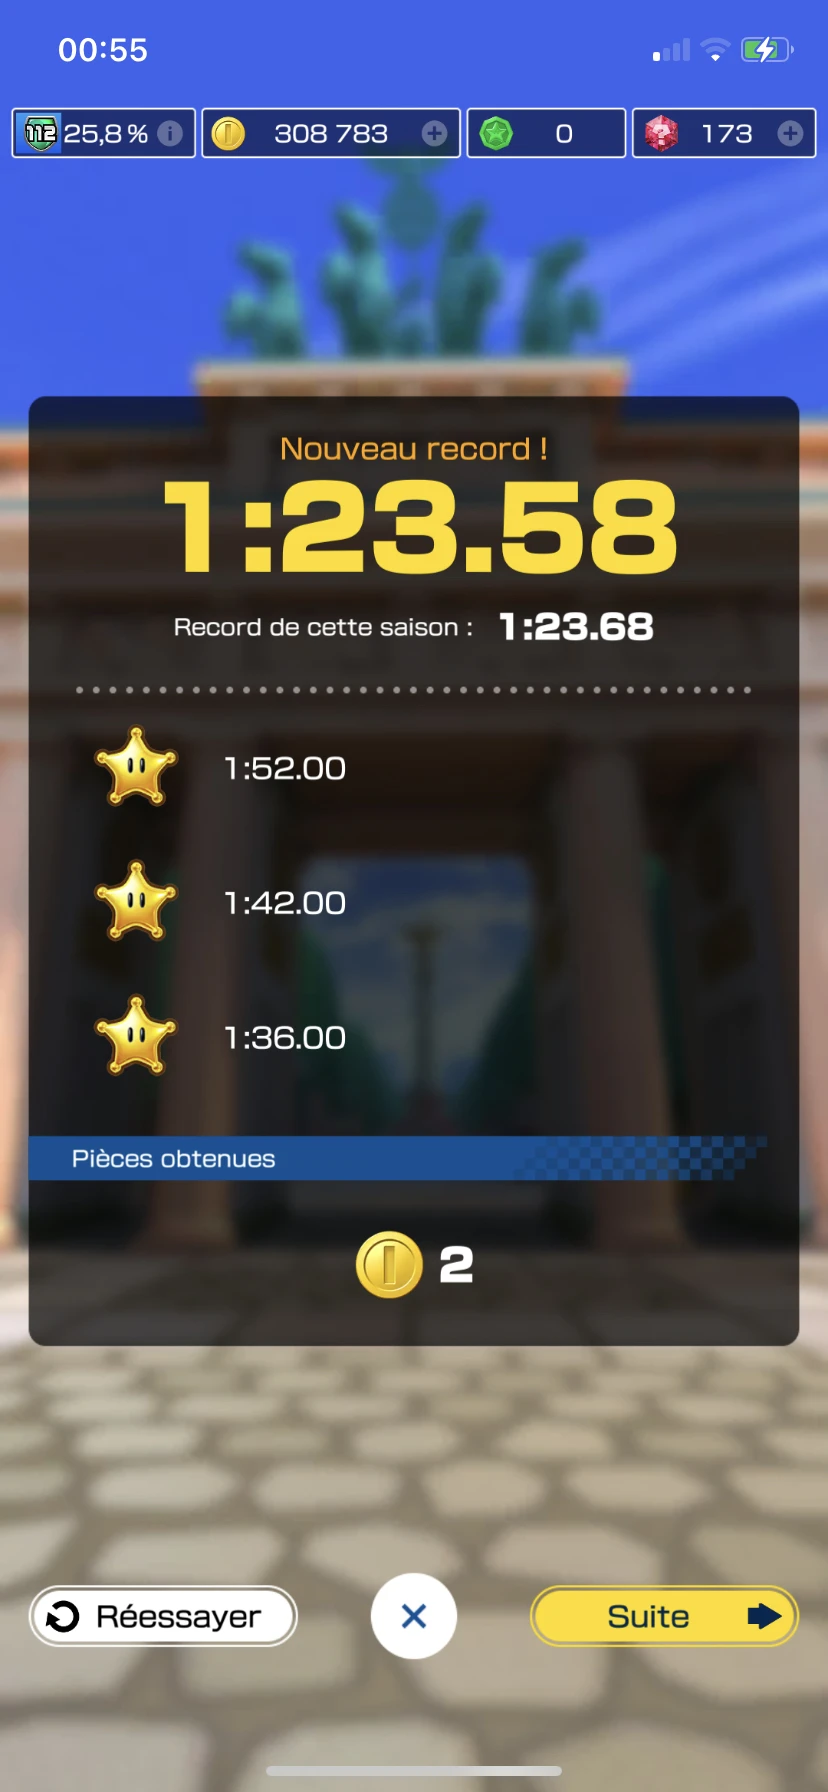 00:55
112 25,8 % i 308 783 + 0 ? 173 +
Nouveau record !
1:23.58
Record de cette saison : 1:23.68
1:52.00
1:42.00
1:36.00
Pièces obtenues
2
Réessayer × Suite